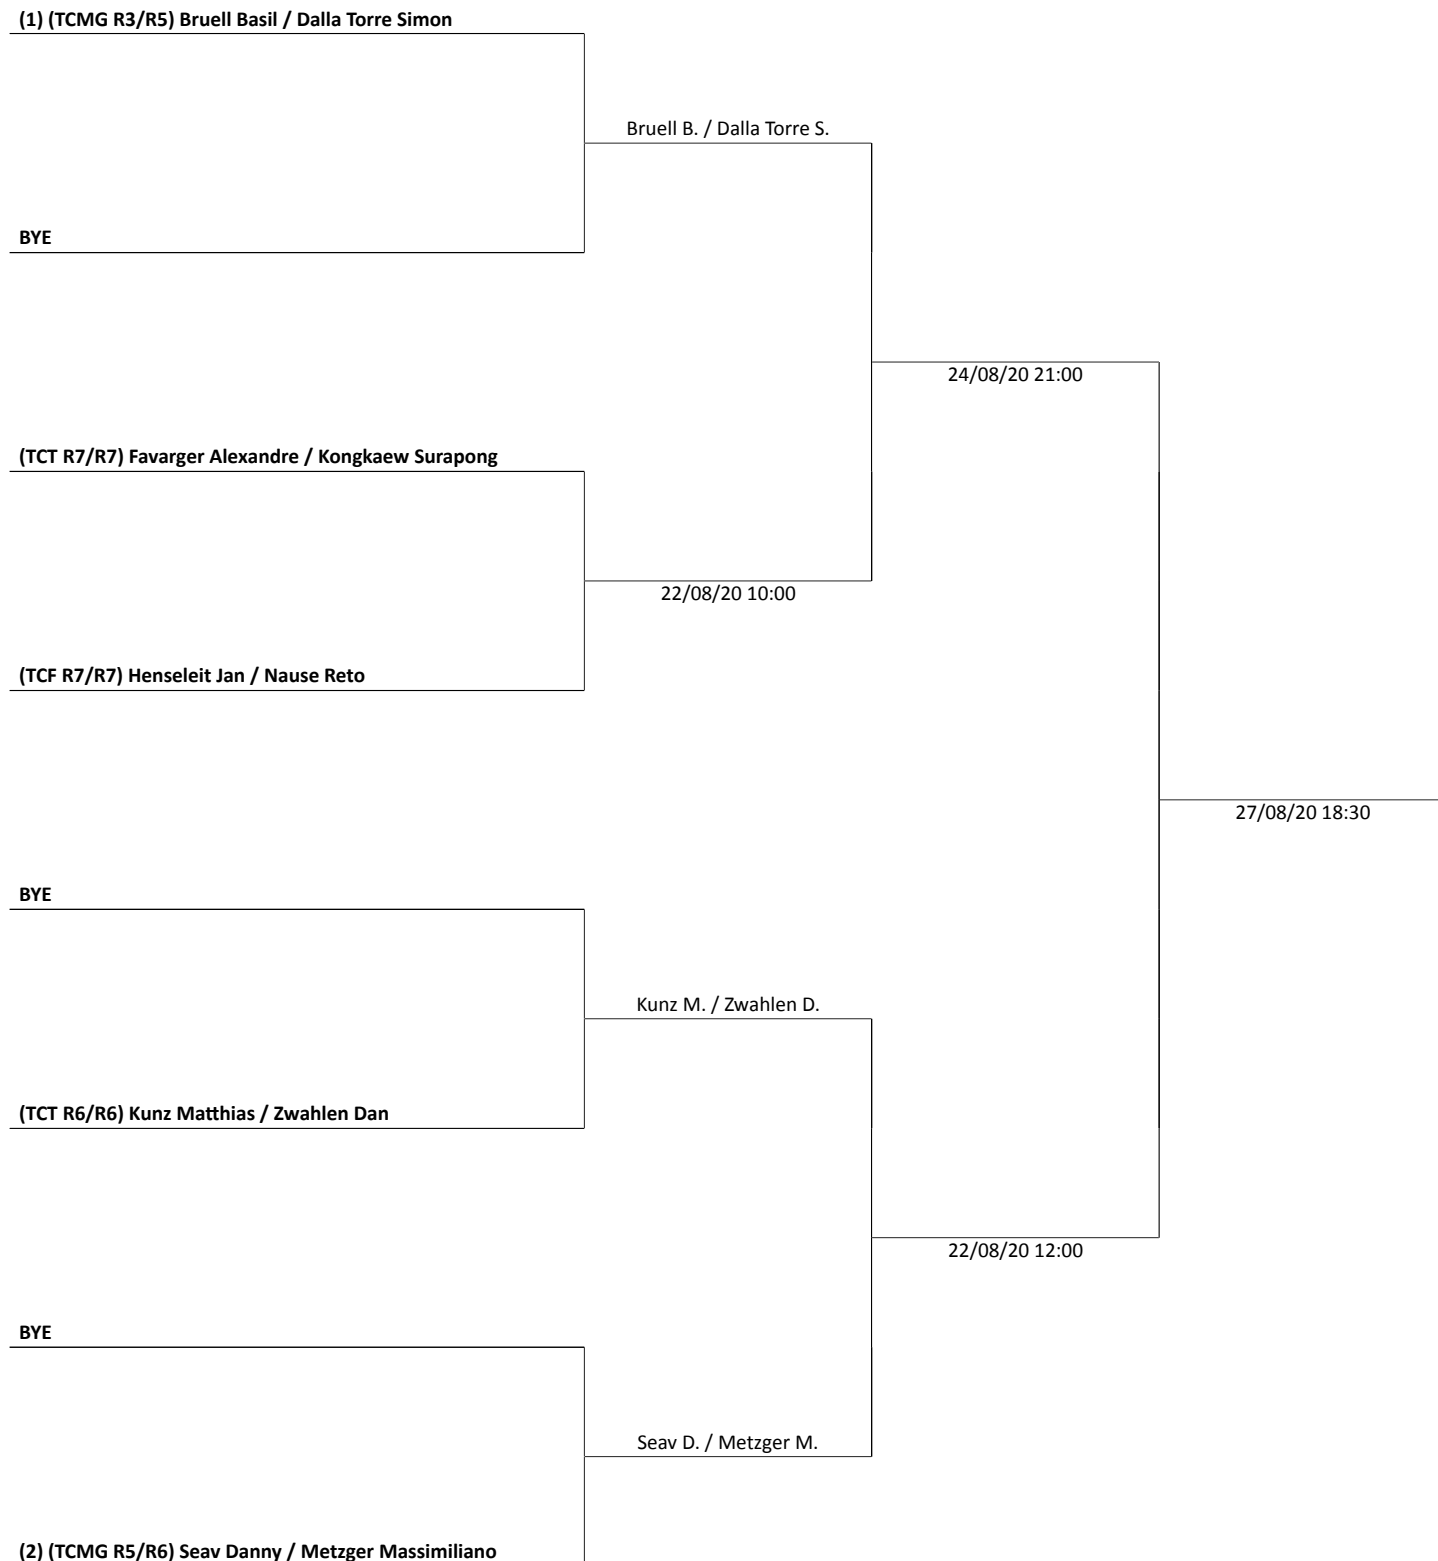 (1) (TCMG R3/R5) Bruell Basil / Dalla Torre Simon
Bruell B. / Dalla Torre S.
BYE
24/08/20 21:00
(TCT R7/R7) Favarger Alexandre / Kongkaew Surapong
22/08/20 10:00
(TCF R7/R7) Henseleit Jan / Nause Reto
27/08/20 18:30
BYE
Kunz M. / Zwahlen D.
(TCT R6/R6) Kunz Matthias / Zwahlen Dan
22/08/20 12:00
BYE
Seav D. / Metzger M.
(2) (TCMG R5/R6) Seav Danny / Metzger Massimiliano